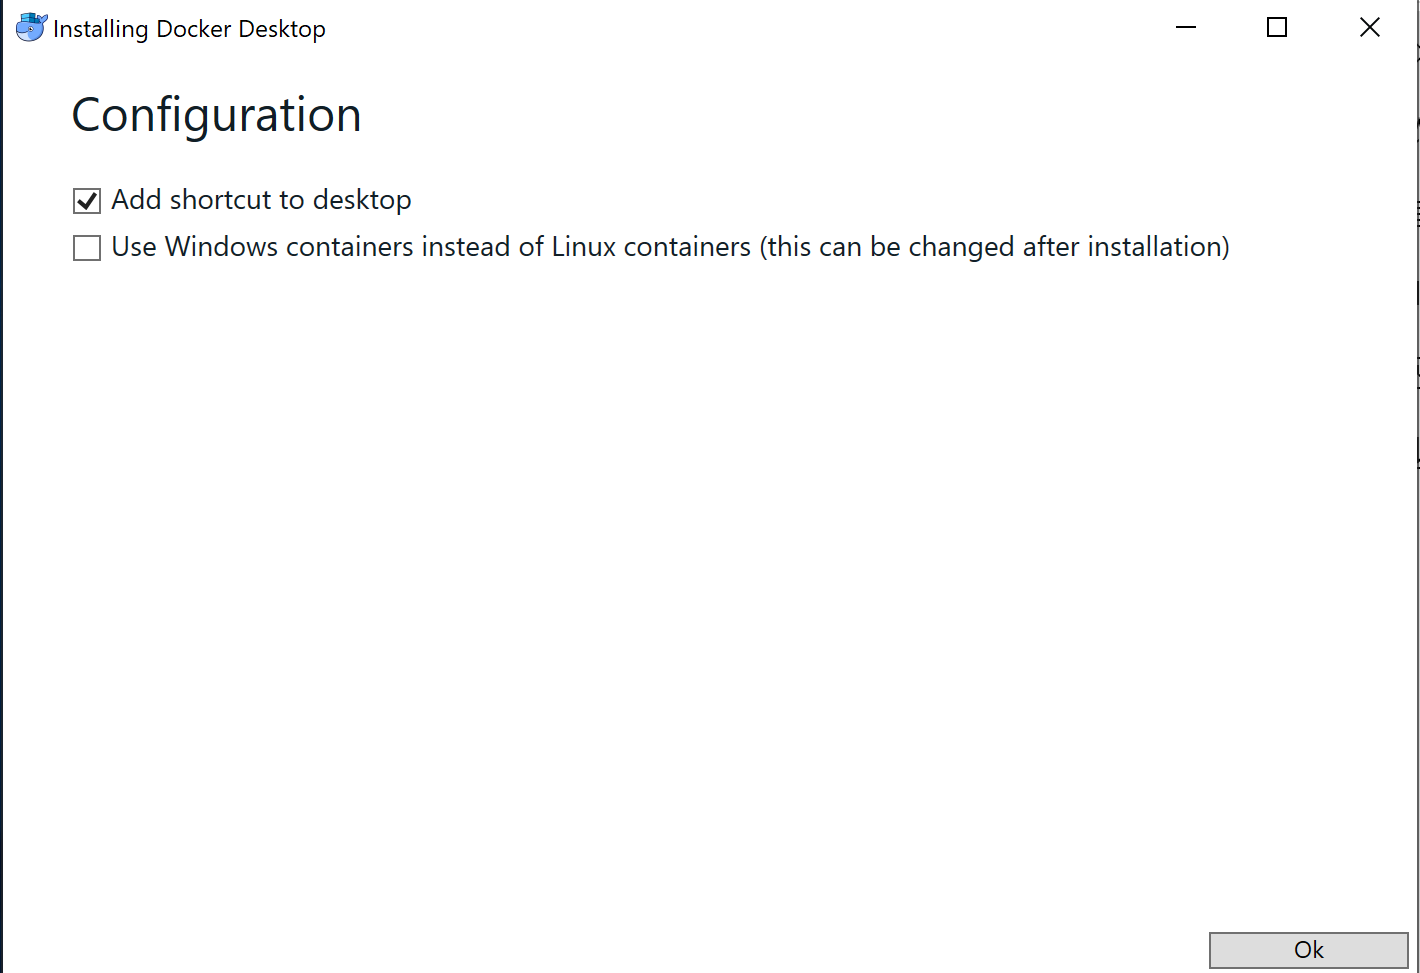 Installing Docker Desktop
Configuration
Add shortcut to desktop
Use Windows containers instead of Linux containers (this can be changed after installation)
Ok